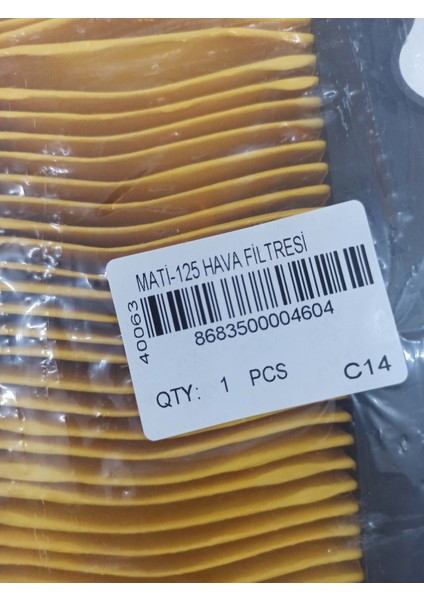 MATİ-125 HAVA FİLTRESİ
40063
8683500004604
QTY: 1 PCS
C14